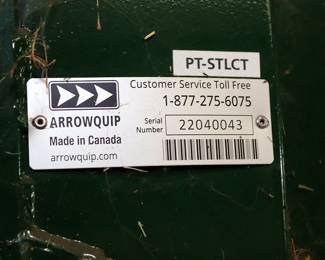 PT-STLCT
Customer Service Toll Free
1-877-275-6075
ARROWQUIP
Made in Canada
arrowquip.com
Serial Number 22040043